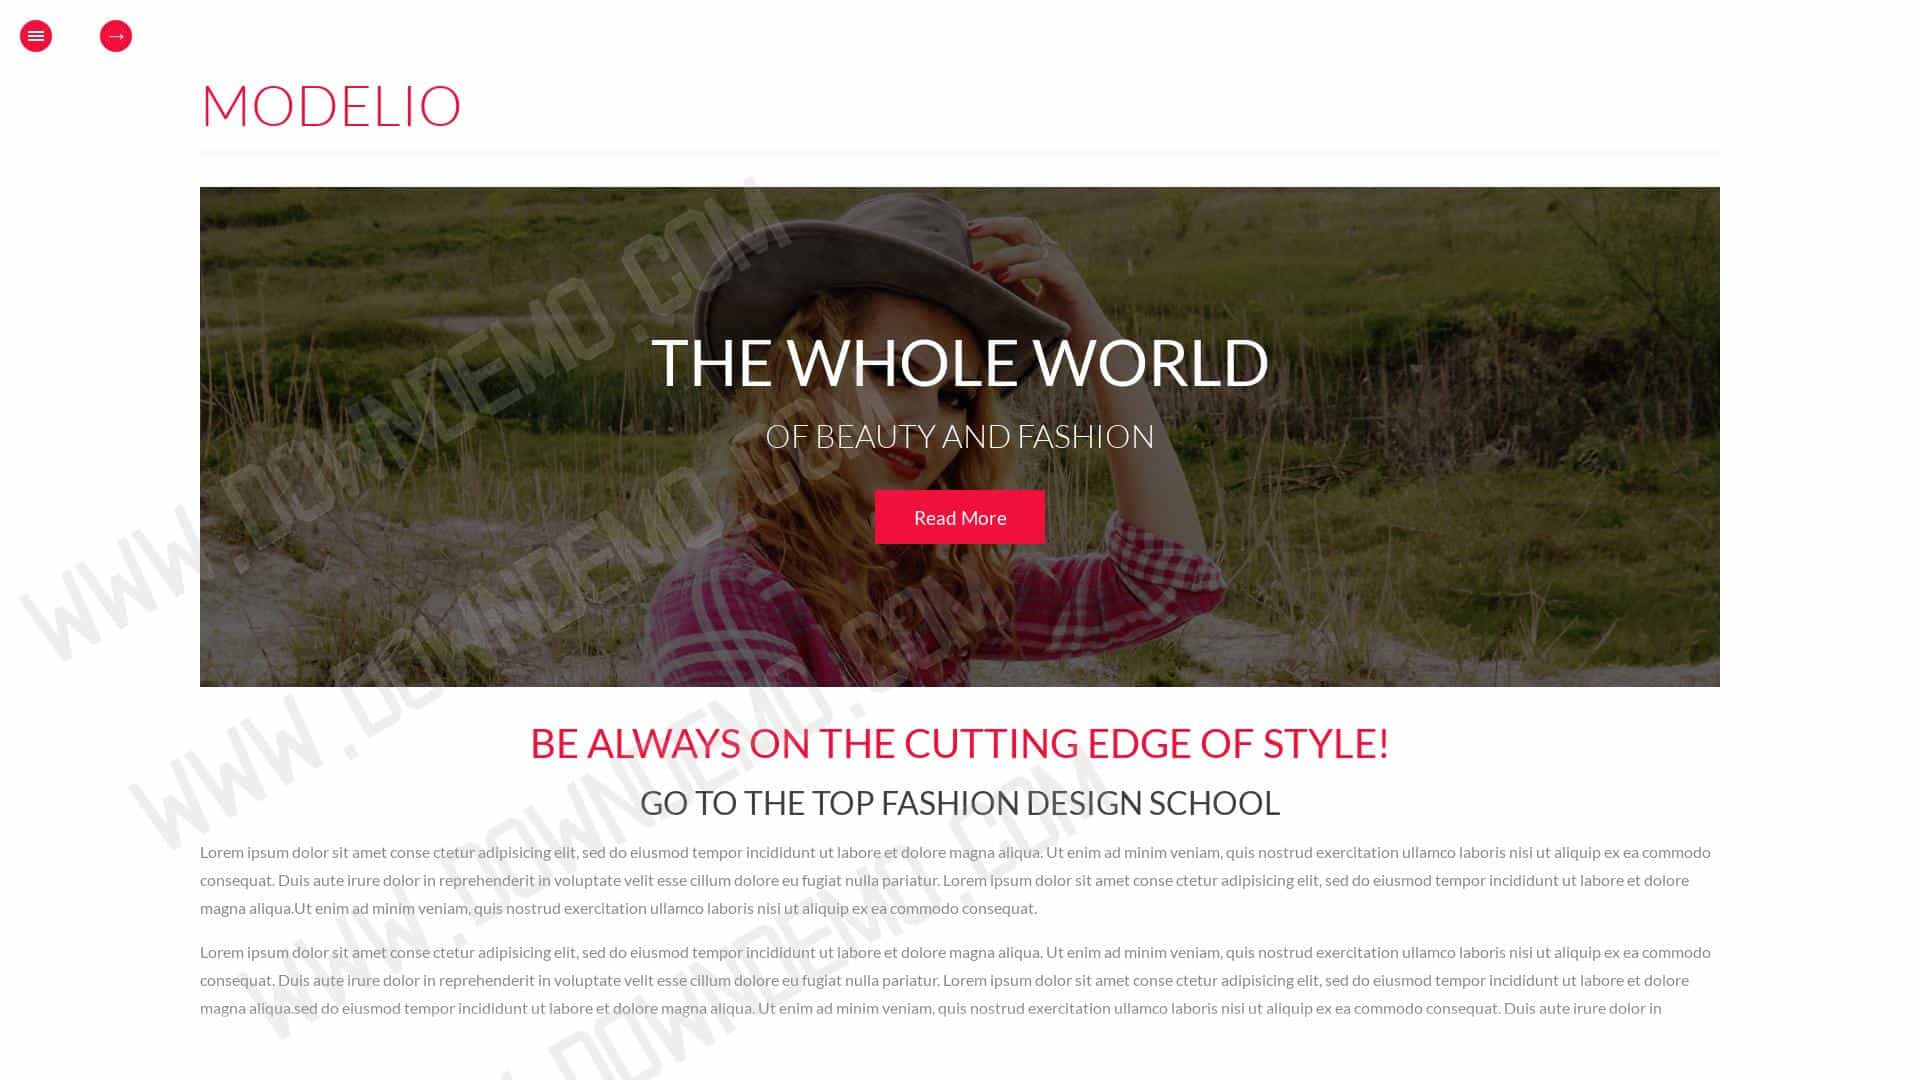 MODELIO
THE WHOLE WORLD
OF BEAUTY AND FASHION
Read More
BE ALWAYS ON THE CUTTING EDGE OF STYLE!
GO TO THE TOP FASHION DESIGN SCHOOL
Lorem ipsum dolor sit amet conse ctetur adipisicing elit, sed do eiusmod tempor incididunt ut labore et dolore magna aliqua. Ut enim ad minim veniam, quis nostrud exercitation ullamco laboris nisi ut aliquip ex ea commodo
consequat. Duis aute irure dolor in reprehenderit in voluptate velit esse cillum dolore eu fugiat nulla pariatur. Lorem ipsum dolor sit amet conse ctetur adipisicing elit, sed do eiusmod tempor incididunt ut labore et dolore
magna aliqua.Ut enim ad minim veniam, quis nostrud exercitation ullamco laboris nisi ut aliquip ex ea commodo consequat.
Lorem ipsum dolor sit amet conse ctetur adipisicing elit, sed do eiusmod tempor incididunt ut labore et dolore magna aliqua. Ut enim ad minim veniam, quis nostrud exercitation ullamco laboris nisi ut aliquip ex ea commodo
consequat. Duis aute irure dolor in reprehenderit in voluptate velit esse cillum dolore eu fugiat nulla pariatur. Lorem ipsum dolor sit amet conse ctetur adipisicing elit, sed do eiusmod tempor incididunt ut labore et dolore
magna aliqua.sed do eiusmod tempor incididunt ut labore et dolore magna aliqua. Ut enim ad minim veniam, quis nostrud exercitation ullamco laboris nisi ut aliquip ex ea commodo consequat. Duis aute irure dolor in
WWW.DOWNDEMO.COM
WWW.DOWNDEMO.COM
WWW.DOWNDEMO.COM
.DOWNDEMO.COM